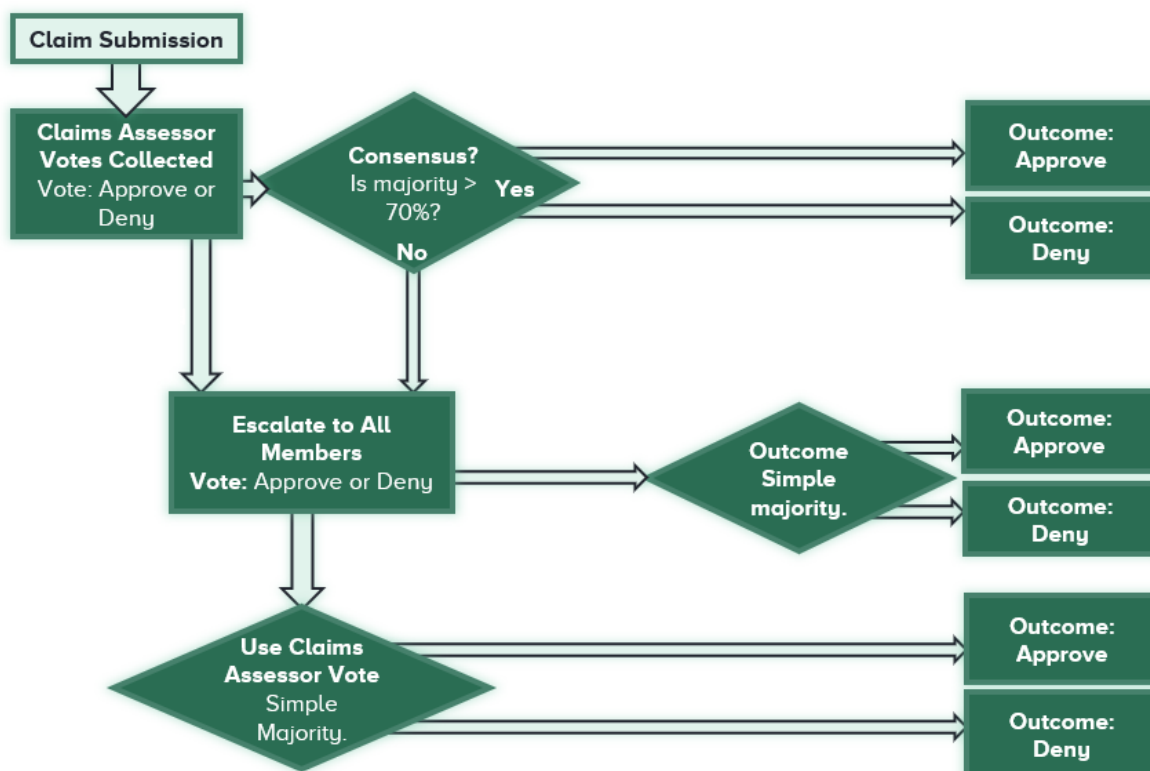 Claim Submission
Claims Assessor
Votes Collected
Vote: Approve or
Deny
Consensus?
Is majority >
70%?
Yes
No
Outcome:
Approve
Outcome:
Deny
Escalate to All
Members
Vote: Approve or Deny
Outcome
Simple
majority.
Outcome:
Approve
Outcome:
Deny
Use Claims
Assessor Vote
Simple
Majority.
Outcome:
Approve
Outcome:
Deny